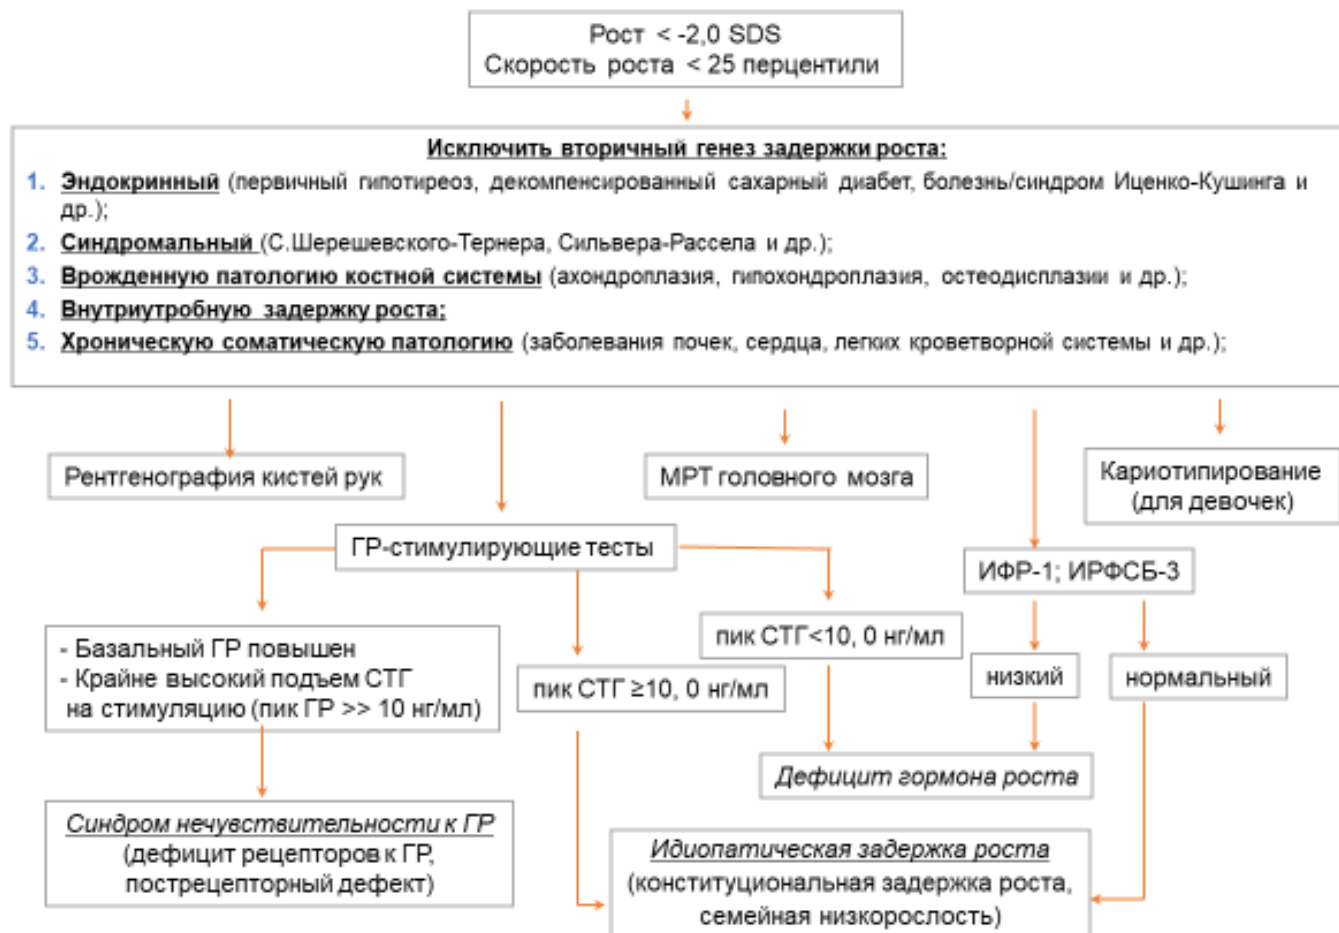 Рост < -2,0 SDS
Скорость роста < 25 перцентили
Исключить вторичный генез задержки роста:
1. Эндокринный (первичный гипотиреоз, декомпенсированный сахарный диабет, болезнь/синдром Иценко-Кушинга и
др.);
2. Синдромальный (С.Шерешевского-Тернера, Сильвера-Рассела и др.);
3. Врожденную патологию костной системы (ахондроплазия, гипохондроплазия, остеодисплазии и др.);
4. Внутриутробную задержку роста;
5. Хроническую соматическую патологию (заболевания почек, сердца, легких кроветворной системы и др.);
Рентгенография кистей рук
МРТ головного мозга
Кариотипирование
(для девочек)
ГР-стимулирующие тесты
ИФР-1; ИРФСБ-3
- Базальный ГР повышен
- Крайне высокий подъем СТГ
на стимуляцию (пик ГР >> 10 нг/мл)
пик СТГ ≥10, 0 нг/мл
пик СТГ<10, 0 нг/мл
низкий
нормальный
Дефицит гормона роста
Синдром нечувствительности к ГР
(дефицит рецепторов к ГР,
пострецепторный дефект)
Идиопатическая задержка роста
(конституциональная задержка роста,
семейная низкорослость)